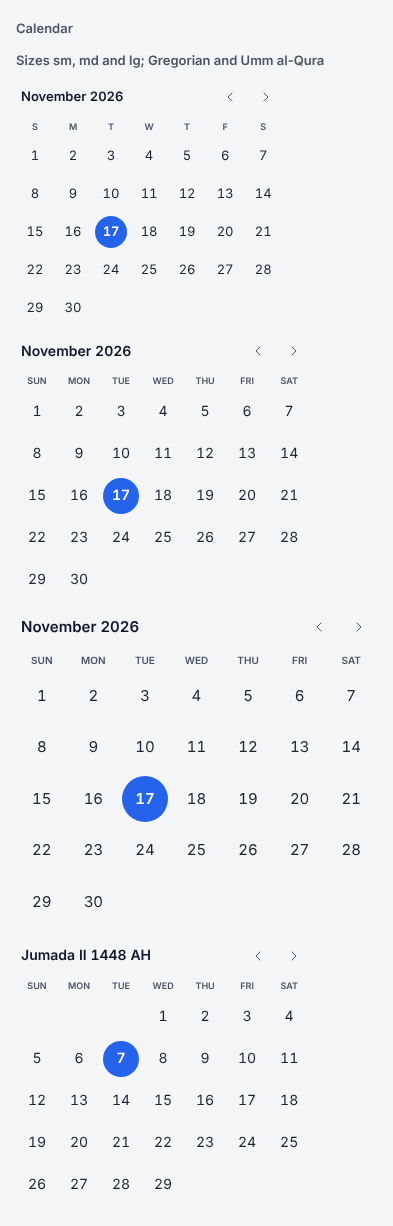 Calendar
Sizes sm, md and lg; Gregorian and Umm al-Qura
November 2026
S M T W T F S
1 2 3 4 5 6 7
8 9 10 11 12 13 14
15 16 17 18 19 20 21
22 23 24 25 26 27 28
29 30
November 2026
SUN MON TUE WED THU FRI SAT
1 2 3 4 5 6 7
8 9 10 11 12 13 14
15 16 17 18 19 20 21
22 23 24 25 26 27 28
29 30
November 2026
SUN MON TUE WED THU FRI SAT
1 2 3 4 5 6 7
8 9 10 11 12 13 14
15 16 17 18 19 20 21
22 23 24 25 26 27 28
29 30
Jumada II 1448 AH
SUN MON TUE WED THU FRI SAT
1 2 3 4
5 6 7 8 9 10 11
12 13 14 15 16 17 18
19 20 21 22 23 24 25
26 27 28 29